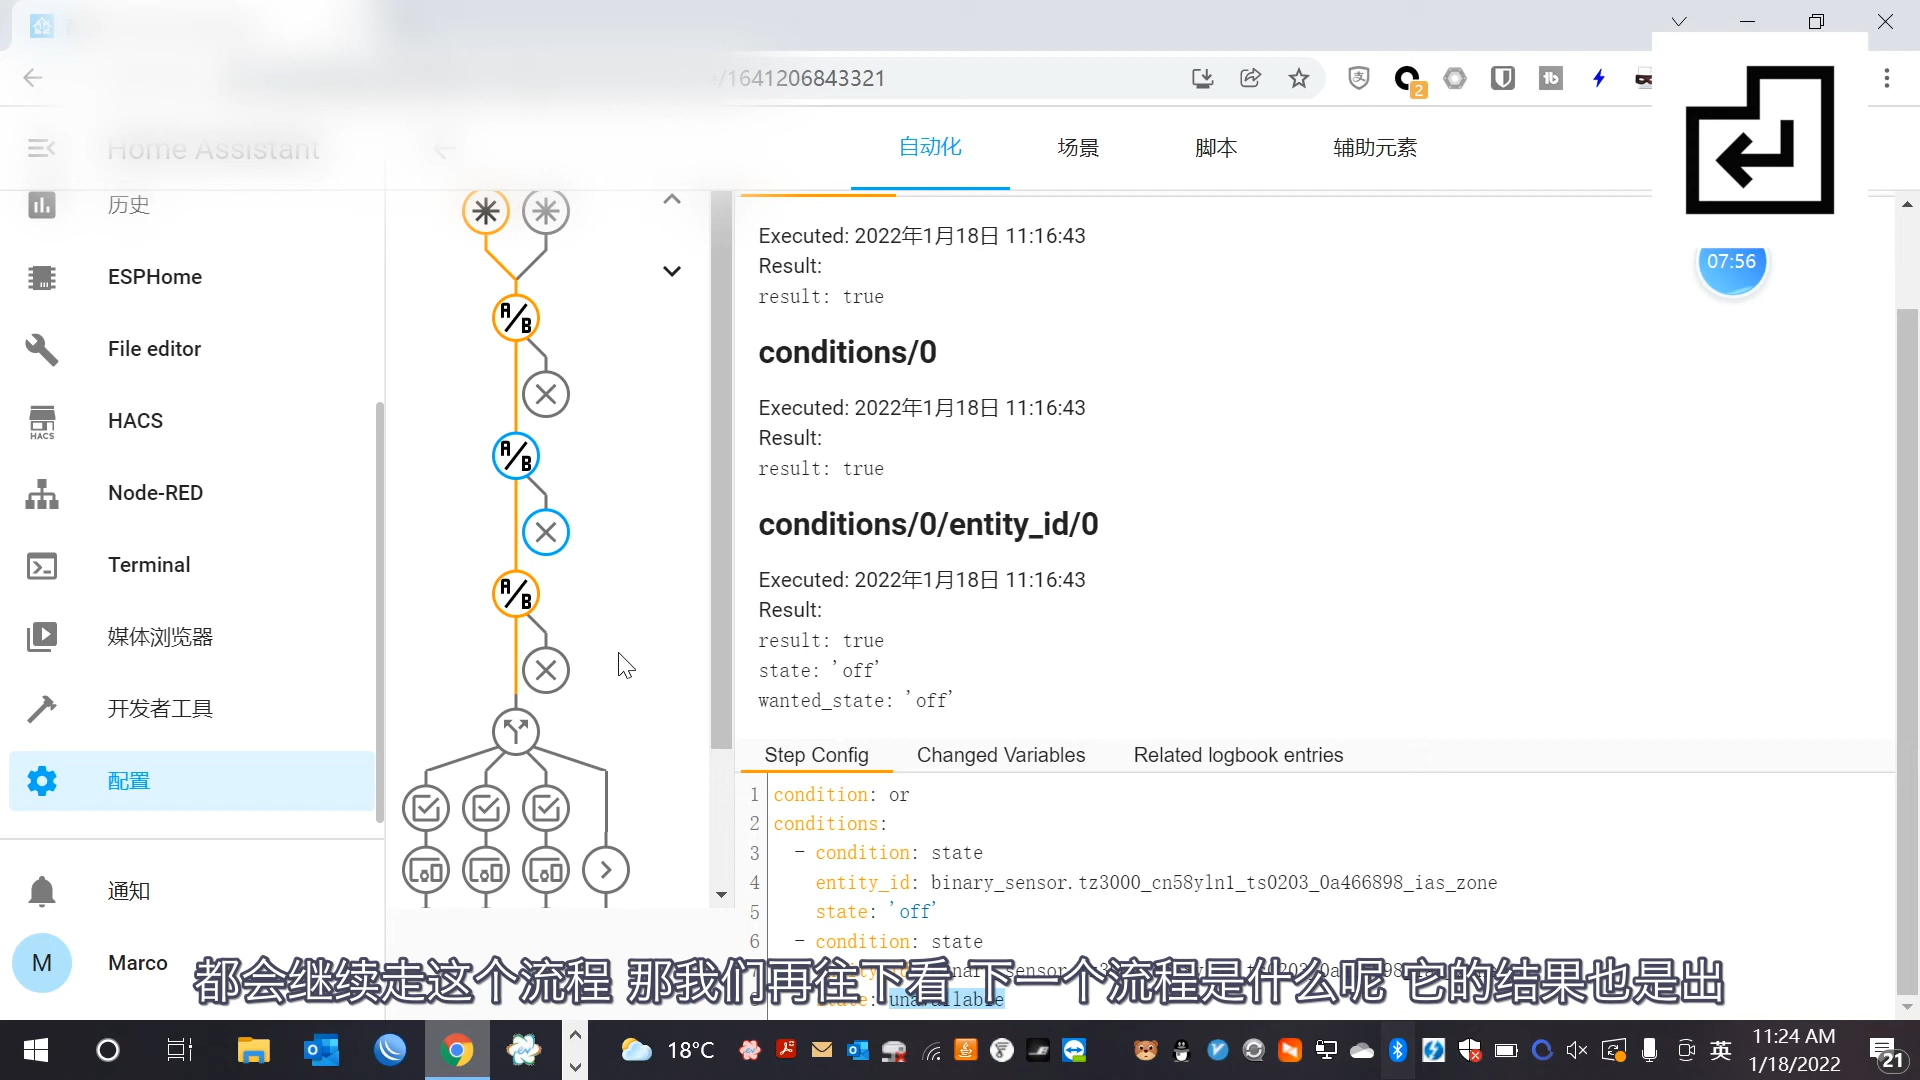 /1641206843321
2
Home Assistant
自动化
场景
脚本
辅助元素
07:56
历史
ESPHome
File editor
HACS
HACS
Node-RED
Terminal
媒体浏览器
开发者工具
配置
通知
M
Marco
A/B
A/B
A/B
Executed: 2022年1月18日 11:16:43
Result:
result: true
conditions/0
Executed: 2022年1月18日 11:16:43
Result:
result: true
conditions/0/entity_id/0
Executed: 2022年1月18日 11:16:43
Result:
result: true
state: 'off'
wanted_state: 'off'
Step Config
Changed Variables
Related logbook entries
1 condition: or
2 conditions:
3 - condition: state
4 entity_id: binary_sensor.tz3000_cn58yln1_ts0203_0a466898_ias_zone
5 state: 'off'
6 - condition: state
state: unavailable
都会继续走这个流程 那我们再往下看 下一个流程是什么呢 它的结果也是出
18°C
英
11:24 AM
1/18/2022
21